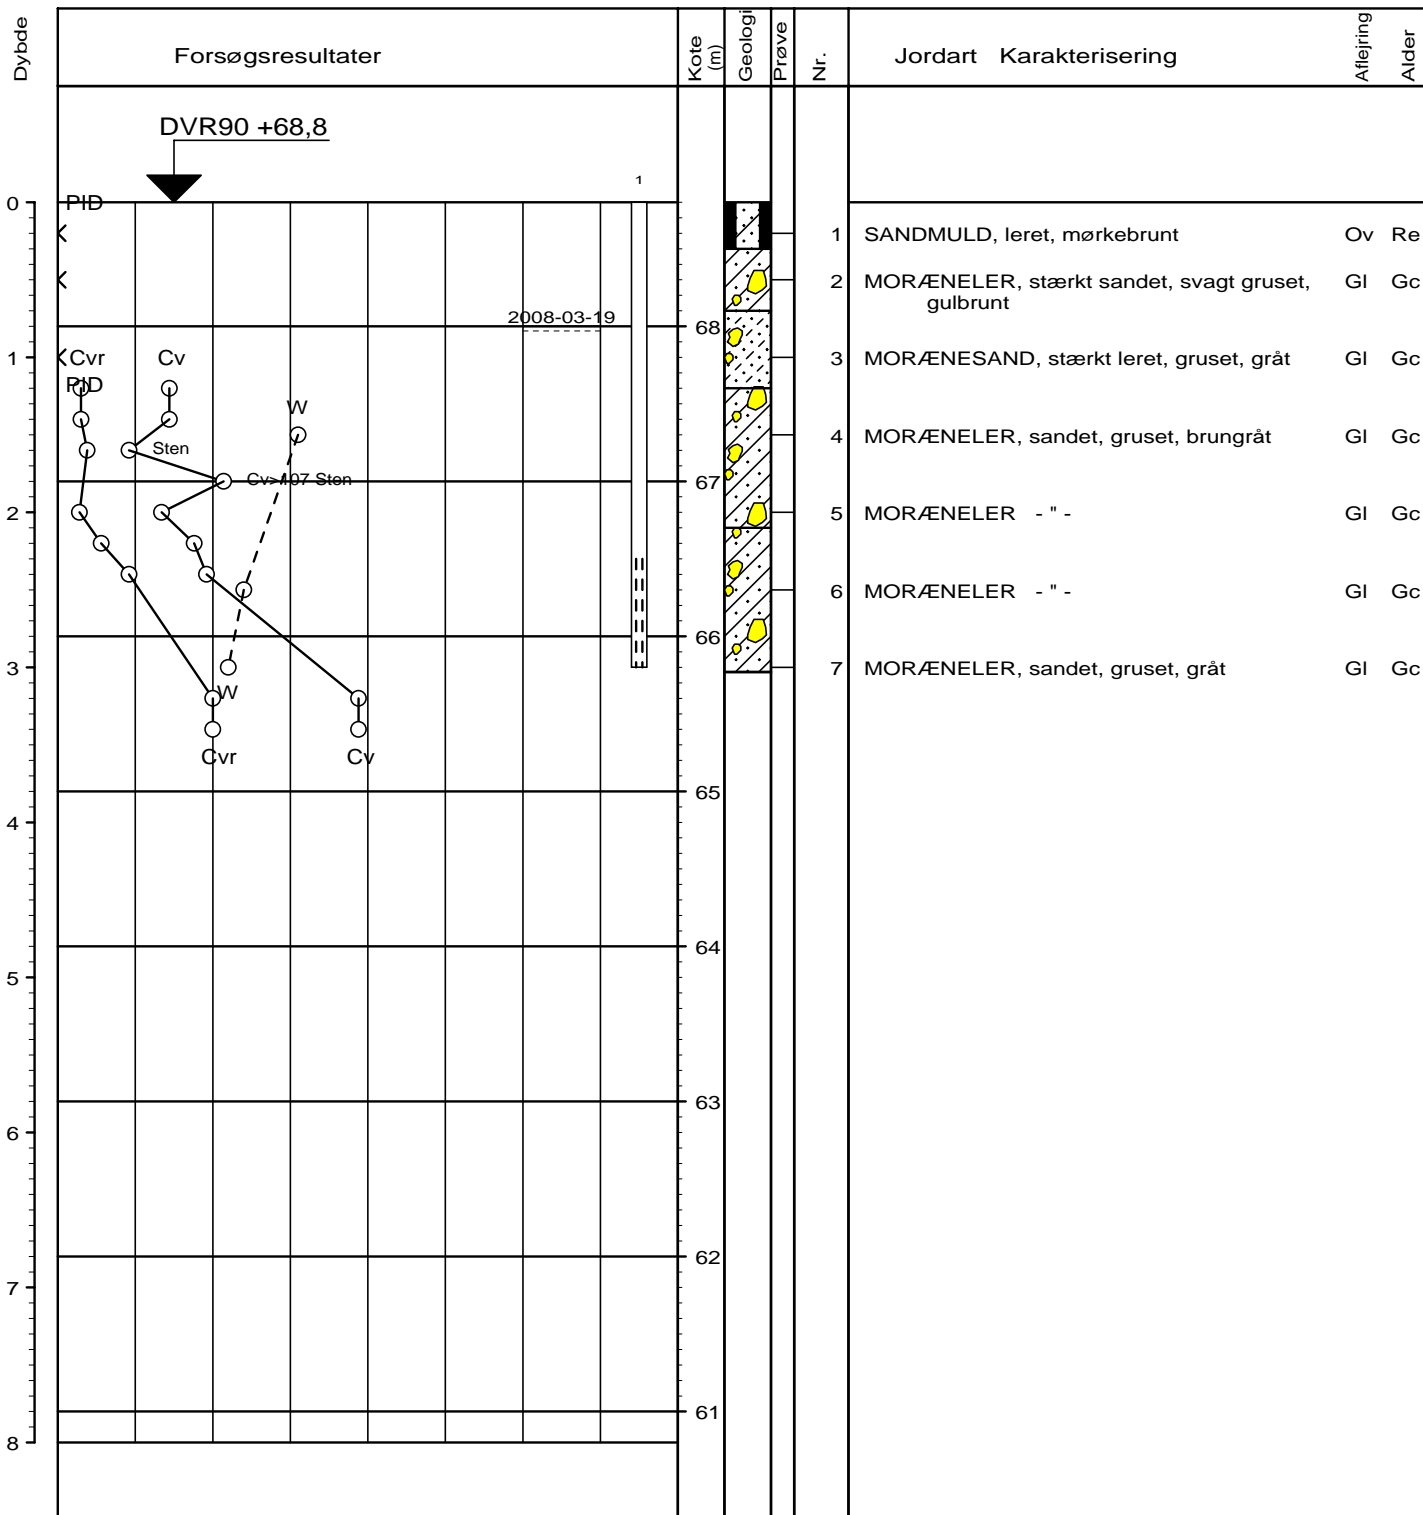 Dybde
Forsøgsresultater
Kote
(m)
Geologi
Prøve
Nr.
Jordart Karakterisering
Aflejring
Alder
DVR90 +68,8
1
0
PID
1 SANDMULD, leret, mørkebrunt Ov Re
2 MORÆNELER, stærkt sandet, svagt gruset, Gl Gc
gulbrunt
2008-03-19
68
1
Cvr Cv
3 MORÆNESAND, stærkt leret, gruset, gråt Gl Gc
PID
W
4 MORÆNELER, sandet, gruset, brungråt Gl Gc
Sten
Cv>107 Sten
67
2
5 MORÆNELER - " - Gl Gc
6 MORÆNELER - " - Gl Gc
66
3
7 MORÆNELER, sandet, gruset, gråt Gl Gc
W
Cvr Cv
65
4
64
5
63
6
62
7
61
8